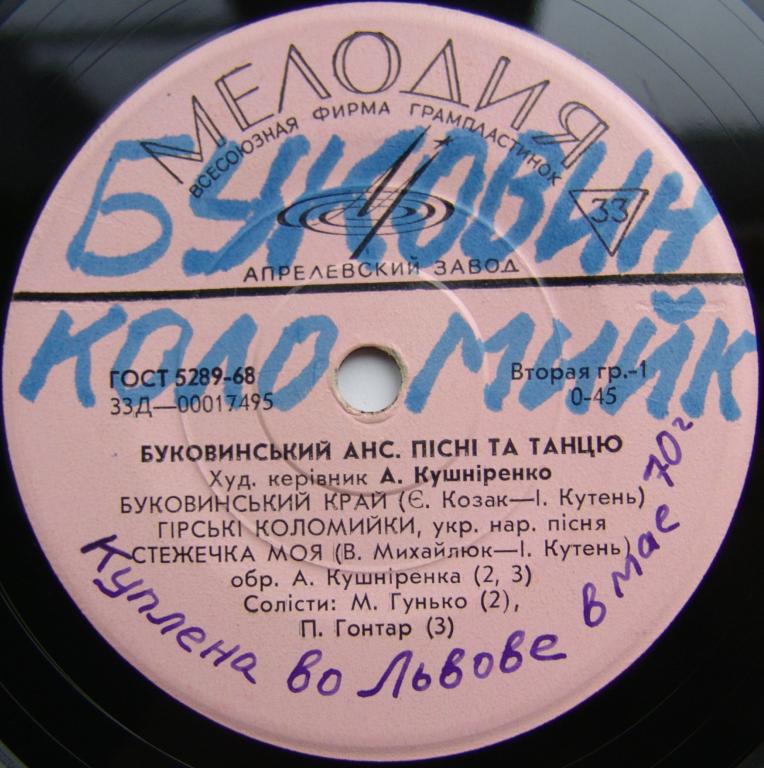 МЕЛОДИЯ
ВСЕСОЮЗНАЯ ФИРМА ГРАМПЛАСТИНОК
БУКОВИН
33
АПРЕЛЕВСКИЙ ЗАВОД
КОЛОМИЙК
ГОСТ 5289-68
Вторая гр.-1
33Д—00017495
0-45
БУКОВИНСЬКИЙ АНС. ПІСНІ ТА ТАНЦЮ
Худ. керівник А. Кушніренко
БУКОВИНСЬКИЙ КРАЙ (Є. Козак—І. Кутень)
ГІРСЬКІ КОЛОМИЙКИ, укр. нар. пісня
СТЕЖЕЧКА МОЯ (В. Михайлюк—І. Кутень)
обр. А. Кушніренка (2, 3)
Солісти: М. Гунько (2),
П. Гонтар (3)
Куплена во Львове в мае 70г